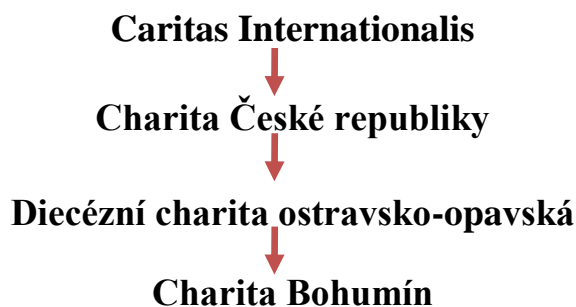 Caritas Internationalis
Charita České republiky
Diecézní charita ostravsko-opavská
Charita Bohumín